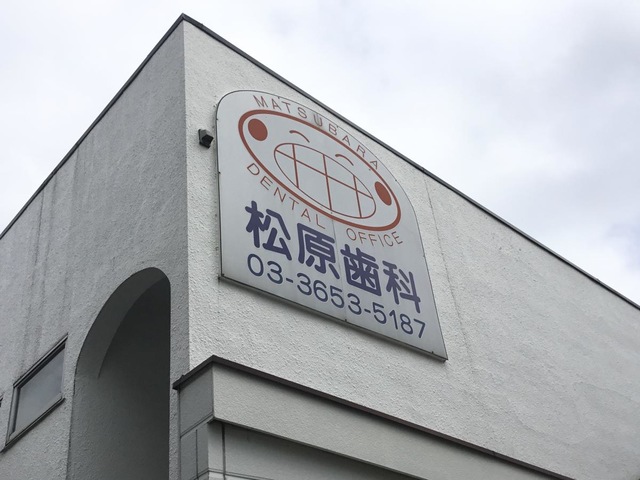 MATSUBARA
DENTAL OFFICE
松原歯科
03-3653-5187